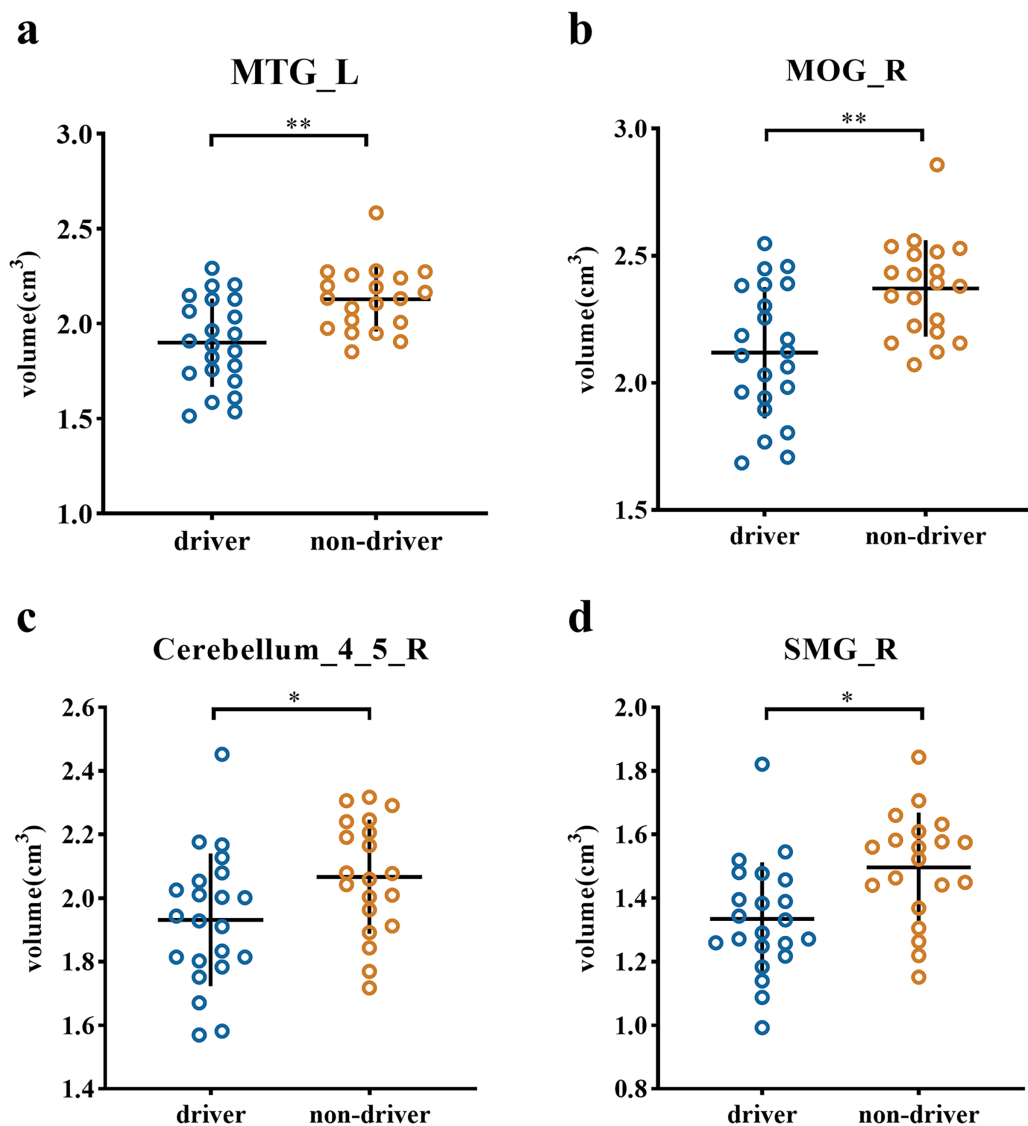 a
MTG_L
**
volume(cm³)
3.0
2.5
2.0
1.5
1.0
driver non-driver
b
MOG_R
**
volume(cm³)
3.0
2.5
2.0
1.5
driver non-driver
c
Cerebellum_4_5_R
*
volume(cm³)
2.6
2.4
2.2
2.0
1.8
1.6
1.4
driver non-driver
d
SMG_R
*
volume(cm³)
2.0
1.8
1.6
1.4
1.2
1.0
0.8
driver non-driver